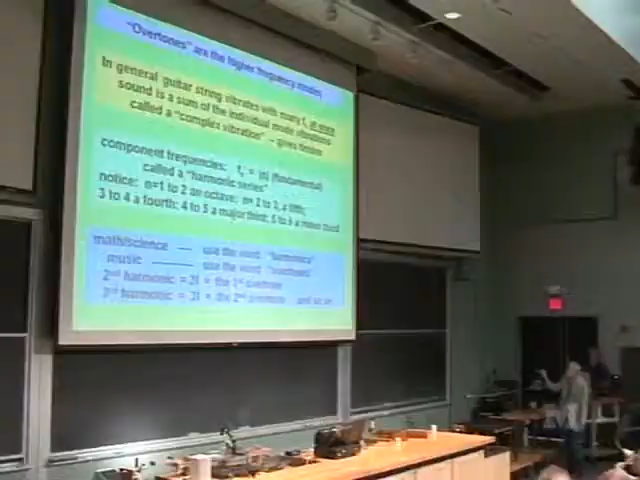 "Overtones" are the higher frequency modes
In general guitar string vibrates with many f, at once
sound is a sum of the individual mode vibrations
called a "complex vibration" – gives timbre
component frequencies: fn = nf (fundamental)
called a "harmonic series"
notice: n=1 to 2 an octave; n= 2 to 3, a fifth;
3 to 4 a fourth; 4 to 5 a major third; 5 to 6 a minor third
math/science use the word "harmonics"
music use the word "overtones"
2nd harmonic = 2f = the 1st overtone
3rd harmonic = 3f = the 2nd overtone and so on